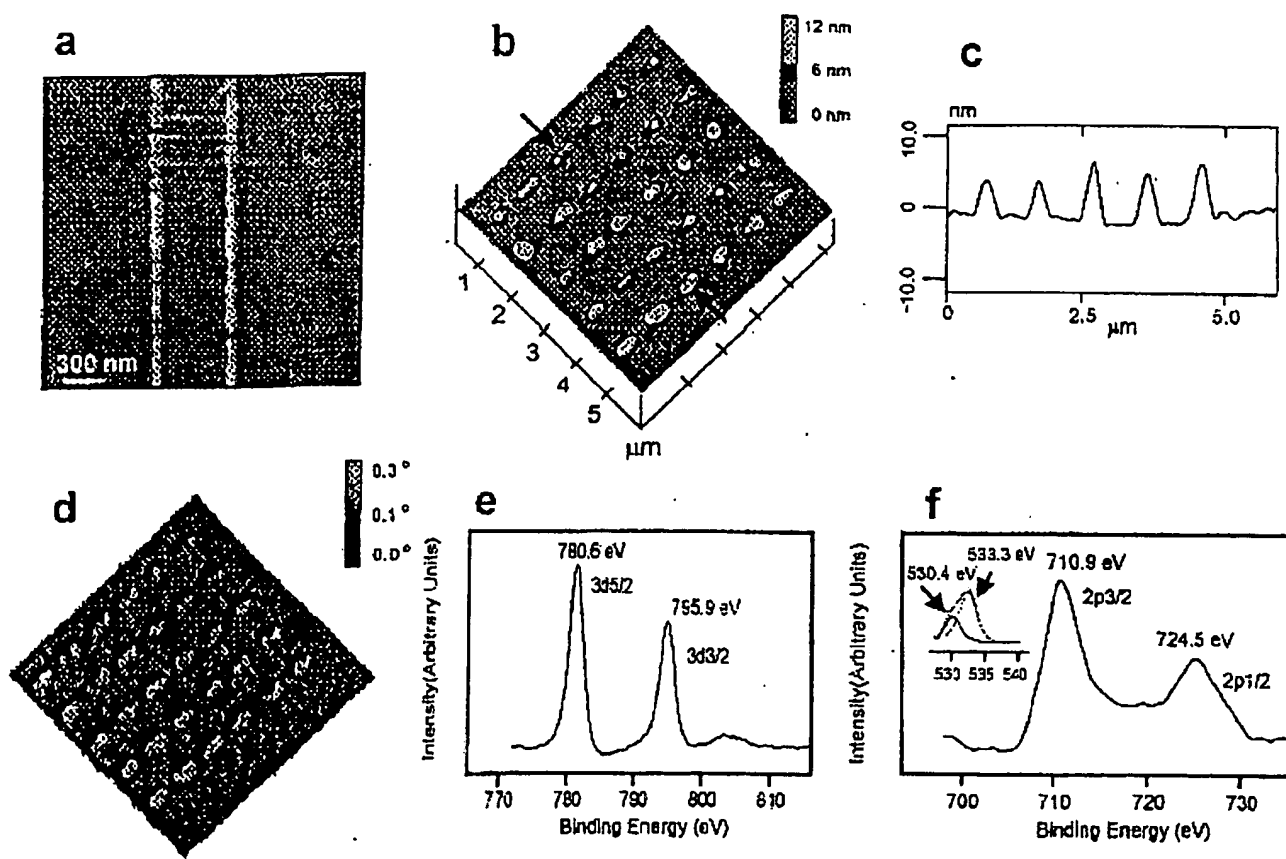 a
300 nm
b
12 nm
6 nm
0 nm
1
2
3
4
5
μm
c
nm
10.0
0
-10.0
0
2.5
5.0
μm
d
0.3°
0.1°
0.0°
e
Intensity(Arbitrary Units)
780.6 eV
3d5/2
795.9 eV
3d3/2
770
780
790
800
810
Binding Energy (eV)
f
Intensity(Arbitrary Units)
530.4 eV
533.3 eV
530
535
540
710.9 eV
2p3/2
724.5 eV
2p1/2
700
710
720
730
Binding Energy (eV)